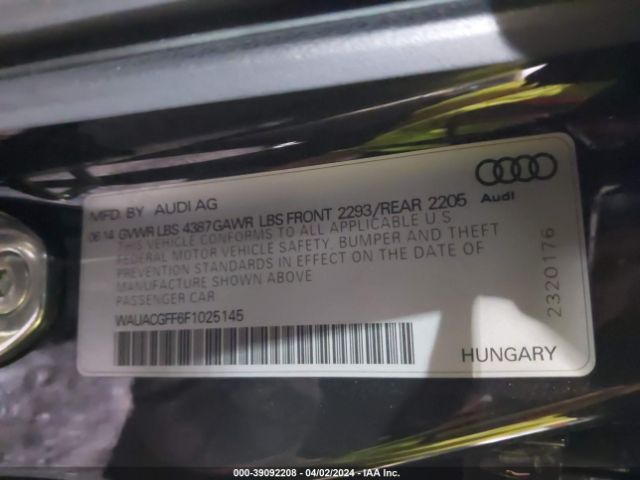 MFD. BY AUDI AG
06 14 GVWR LBS 4387 GAWR LBS FRONT 2293/REAR 2205
THIS VEHICLE CONFORMS TO ALL APPLICABLE U S
FEDERAL MOTOR VEHICLE SAFETY, BUMPER AND THEFT
PREVENTION STANDARDS IN EFFECT ON THE DATE OF
MANUFACTURE SHOWN ABOVE
PASSENGER CAR
WAUACGFF6F1025145
Audi
2320176
HUNGARY
000-39092208 - 04/02/2024 - IAA Inc.